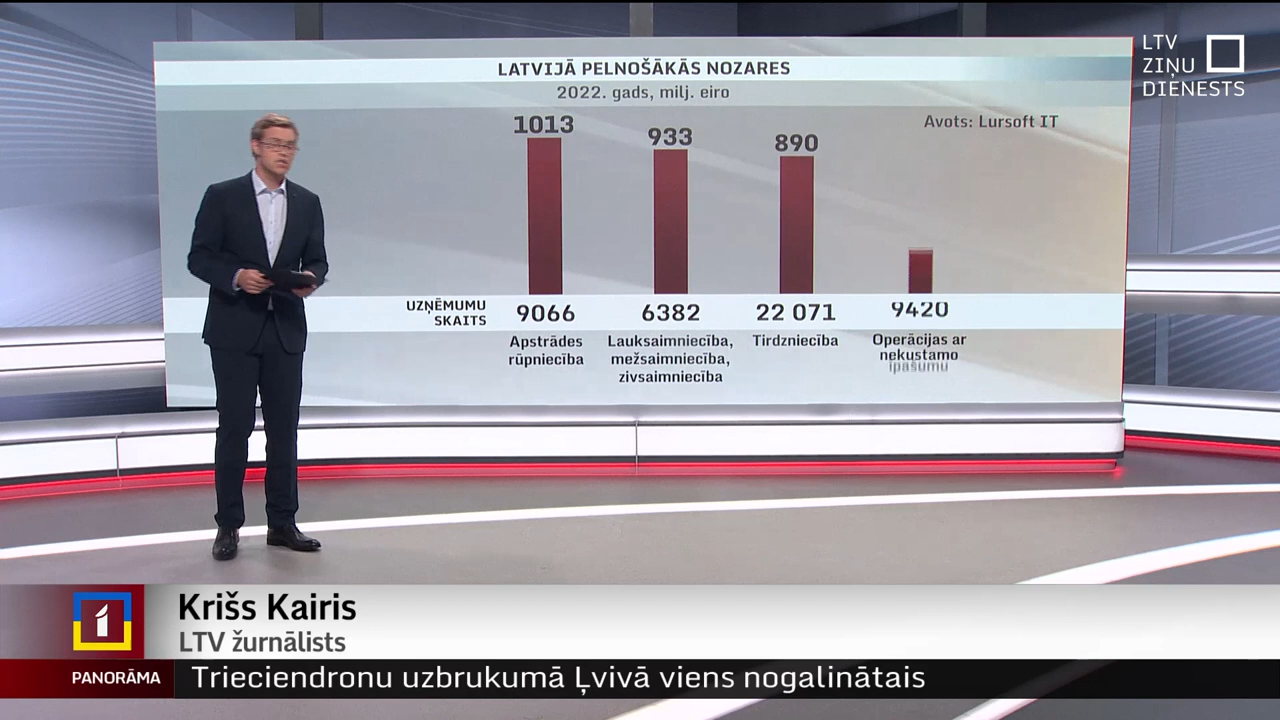 LTV
ZIŅU
DIENESTS
LATVIJĀ PELNOŠĀKĀS NOZARES
2022. gads, milj. eiro
Avots: Lursoft IT
1013
933
890
UZŅĒMUMU
SKAITS
9066
6382
22 071
9420
Apstrādes
rūpniecība
Lauksaimniecība,
mežsaimniecība,
zivsaimniecība
Tirdzniecība
Operācijas ar
nekustamo
īpašumu
1
Krišs Kairis
LTV žurnālists
PANORĀMA
Trieciendronu uzbrukumā Ļvivā viens nogalinātais